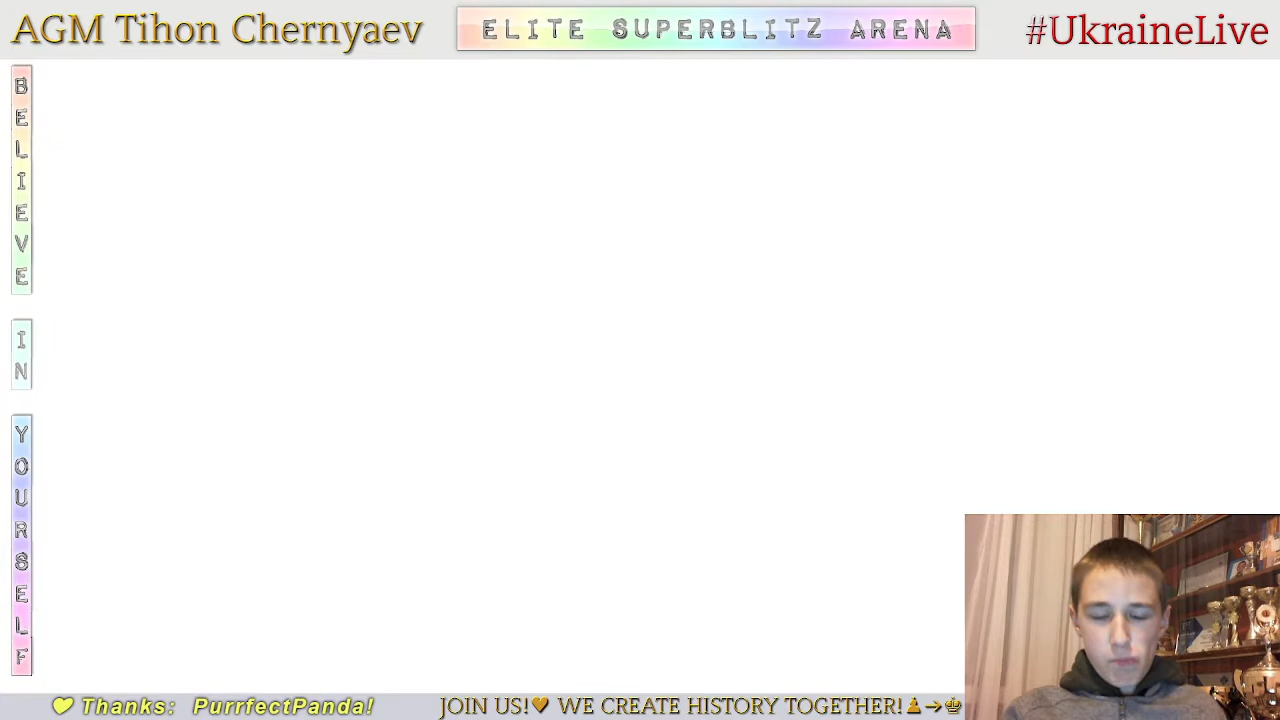 AGM Tihon Chernyaev
ELITE SUPERBLITZ ARENA
#UkraineLive
BELIEVE
IN
YOURSELF
💛 Thanks: PurrfectPanda!
JOIN US!♥ WE CREATE HISTORY TOGETHER!♟→♚